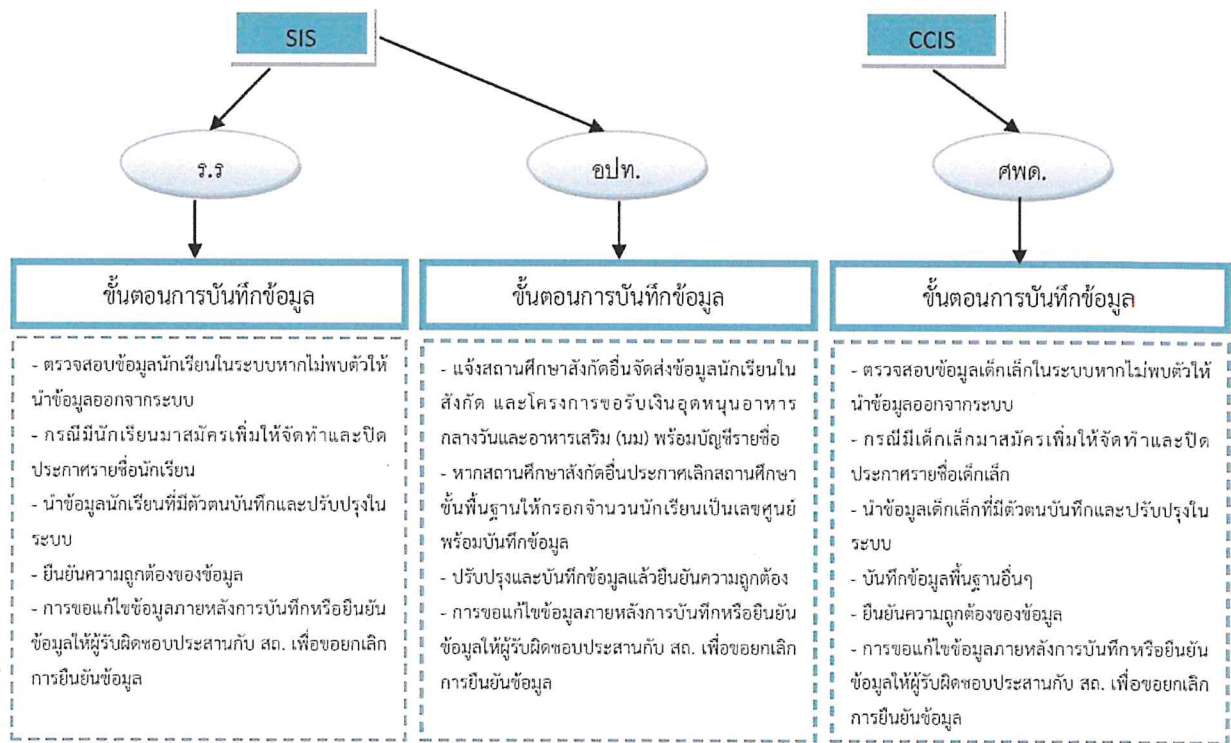 SIS
CCIS
ร.ร
อปท.
ศพด.
ขั้นตอนการบันทึกข้อมูล
- ตรวจสอบข้อมูลนักเรียนในระบบหากไม่พบตัวให้
นำข้อมูลออกจากระบบ
- กรณีมีนักเรียนมาสมัครเพิ่มให้จัดทำและปิด
ประกาศรายชื่อนักเรียน
- นำข้อมูลนักเรียนที่มีตัวตนบันทึกและปรับปรุงใน
ระบบ
- ยืนยันความถูกต้องของข้อมูล
- การขอแก้ไขข้อมูลภายหลังการบันทึกหรือยืนยัน
ข้อมูลให้ผู้รับผิดชอบประสานกับ สถ. เพื่อขอยกเลิก
การยืนยันข้อมูล
ขั้นตอนการบันทึกข้อมูล
- แจ้งสถานศึกษาสังกัดอื่นจัดส่งข้อมูลนักเรียนใน
สังกัด และโครงการขอรับเงินอุดหนุนอาหาร
กลางวันและอาหารเสริม (นม) พร้อมบัญชีรายชื่อ
- หากสถานศึกษาสังกัดอื่นประกาศเลิกสถานศึกษา
ขั้นพื้นฐานให้กรอกจำนวนนักเรียนเป็นเลขศูนย์
พร้อมบันทึกข้อมูล
- ปรับปรุงและบันทึกข้อมูลแล้วยืนยันความถูกต้อง
- การขอแก้ไขข้อมูลภายหลังการบันทึกหรือยืนยัน
ข้อมูลให้ผู้รับผิดชอบประสานกับ สถ. เพื่อขอยกเลิก
การยืนยันข้อมูล
ขั้นตอนการบันทึกข้อมูล
- ตรวจสอบข้อมูลเด็กเล็กในระบบหากไม่พบตัวให้
นำข้อมูลออกจากระบบ
- กรณีมีเด็กเล็กมาสมัครเพิ่มให้จัดทำและปิด
ประกาศรายชื่อเด็กเล็ก
- นำข้อมูลเด็กเล็กที่มีตัวตนบันทึกและปรับปรุงใน
ระบบ
- บันทึกข้อมูลพื้นฐานอื่นๆ
- ยืนยันความถูกต้องของข้อมูล
- การขอแก้ไขข้อมูลภายหลังการบันทึกหรือยืนยัน
ข้อมูลให้ผู้รับผิดชอบประสานกับ สถ. เพื่อขอยกเลิก
การยืนยันข้อมูล